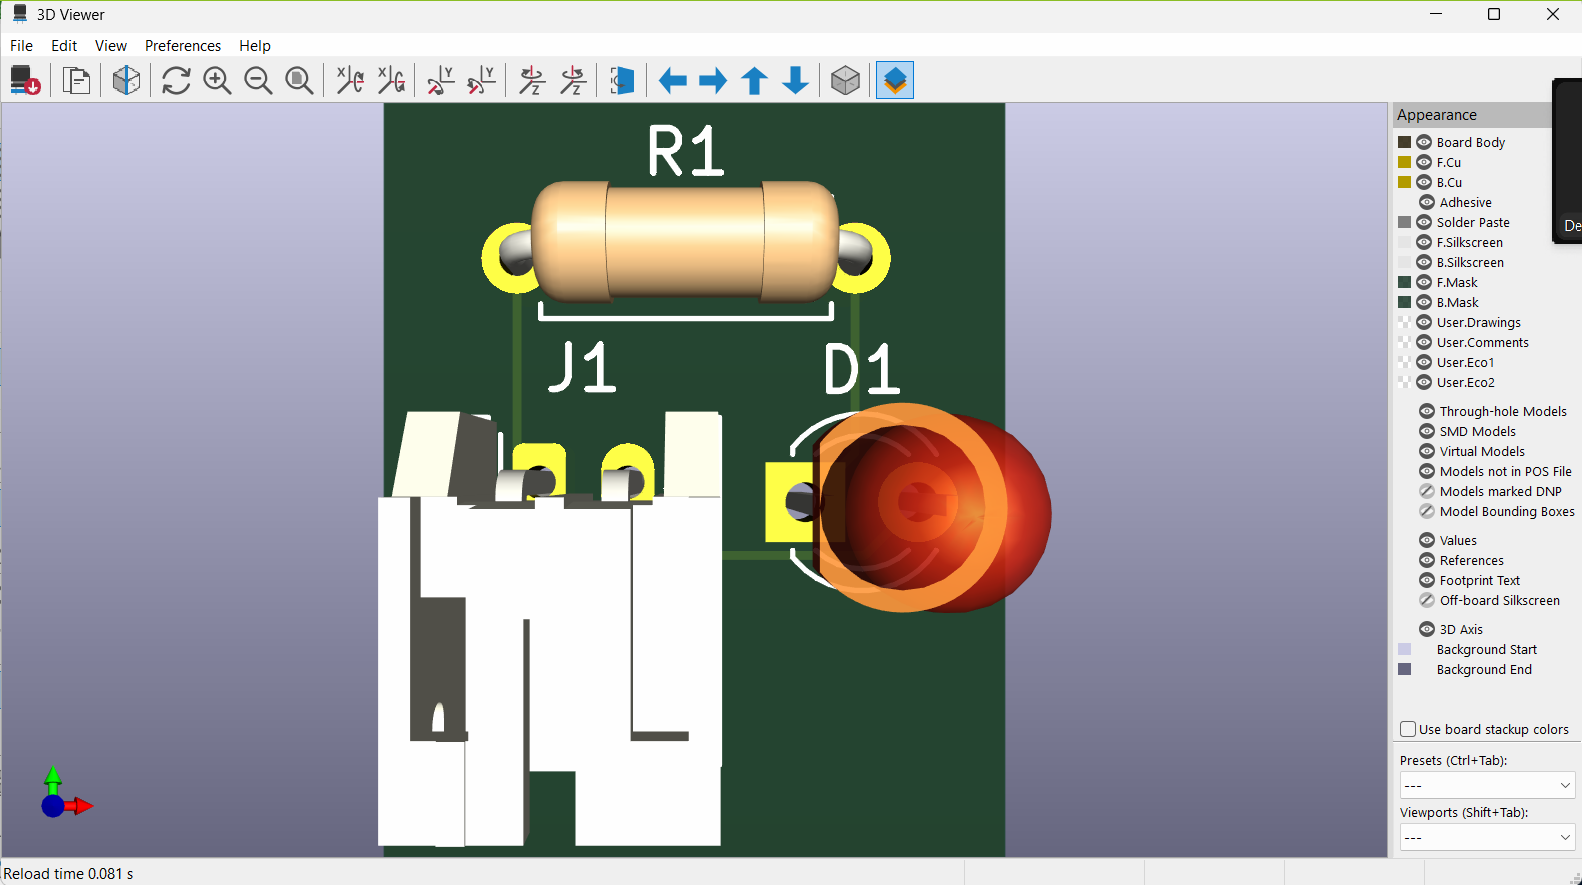 3D Viewer
File Edit View Preferences Help
Appearance
Board Body
F.Cu
B.Cu
Adhesive
Solder Paste
F.Silkscreen
B.Silkscreen
F.Mask
B.Mask
User.Drawings
User.Comments
User.Eco1
User.Eco2
Through-hole Models
SMD Models
Virtual Models
Models not in POS File
Models marked DNP
Model Bounding Boxes
Values
References
Footprint Text
Off-board Silkscreen
3D Axis
Background Start
Background End
Use board stackup colors
Presets (Ctrl+Tab):
---
Viewports (Shift+Tab):
---
De
R1
J1 D1
Reload time 0.081 s